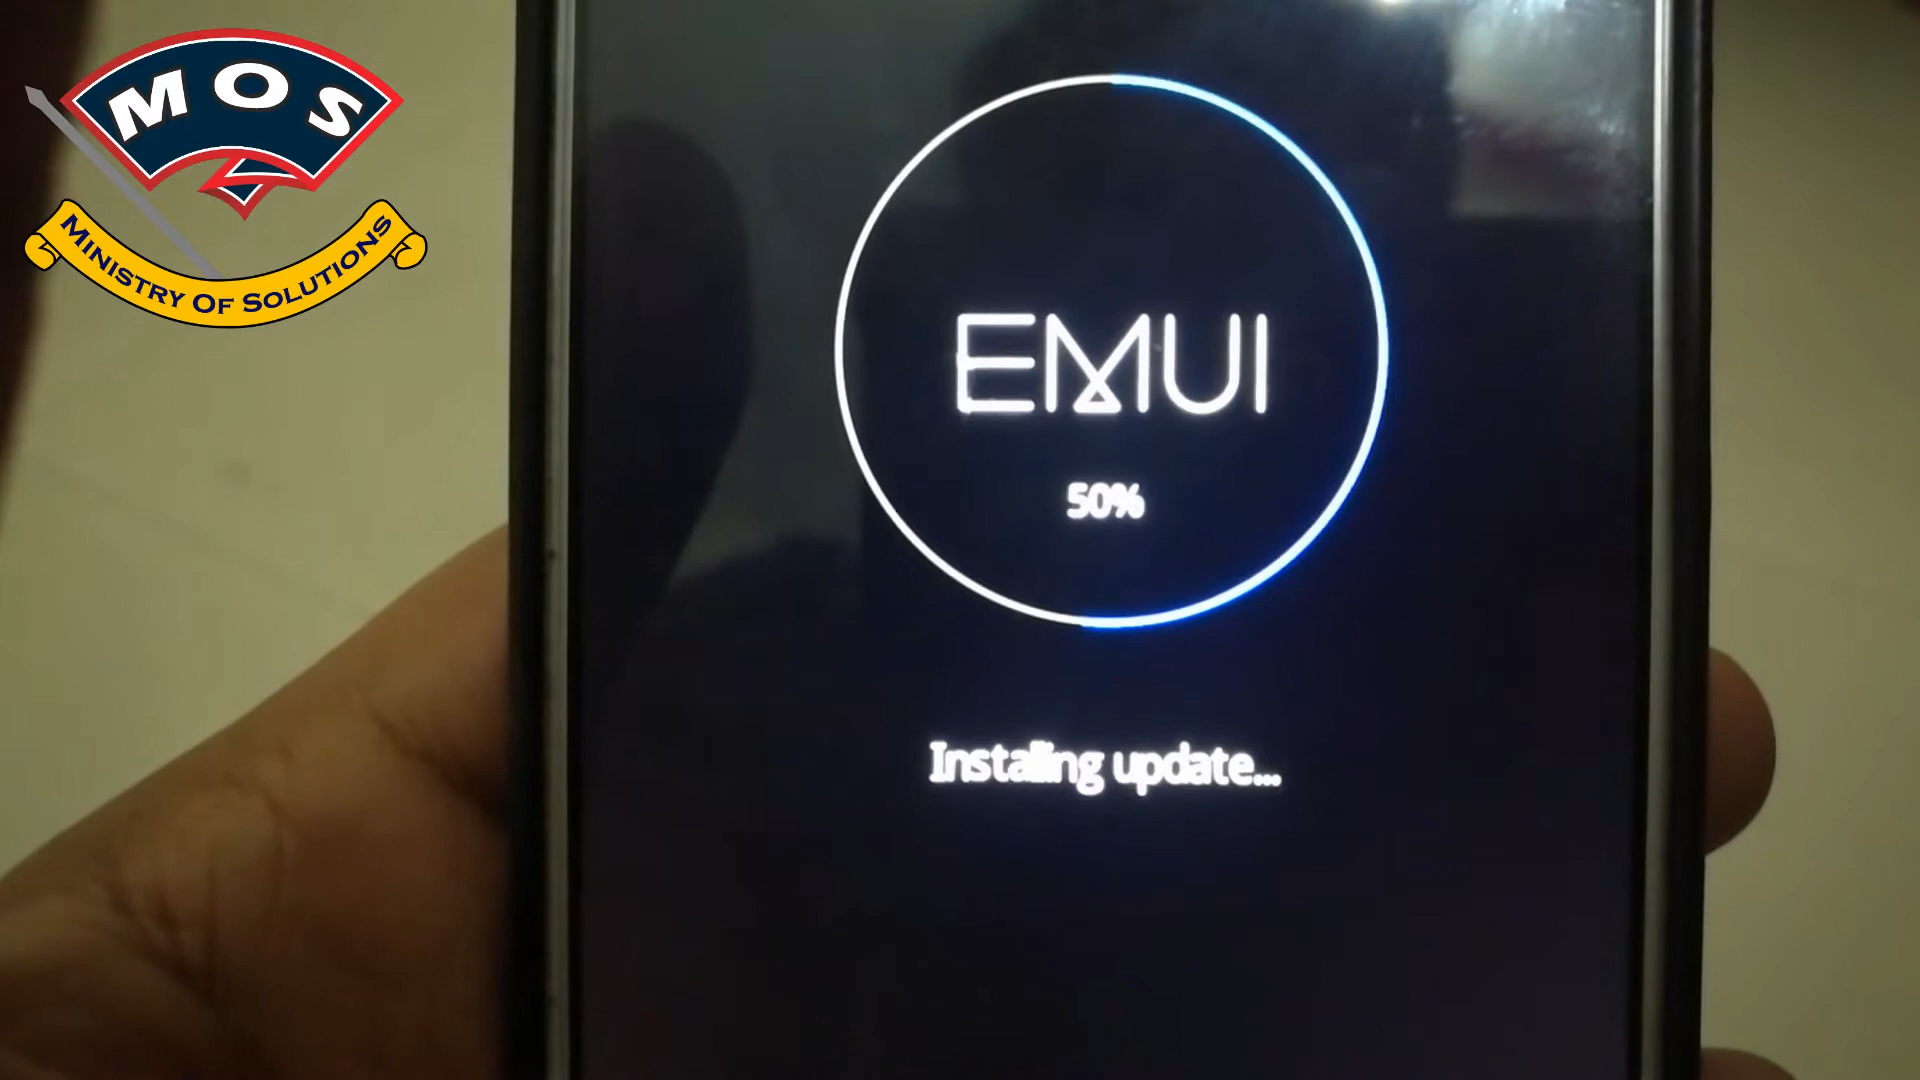 MOS
MINISTRY OF SOLUTIONS
EMUI
50%
Installing update...